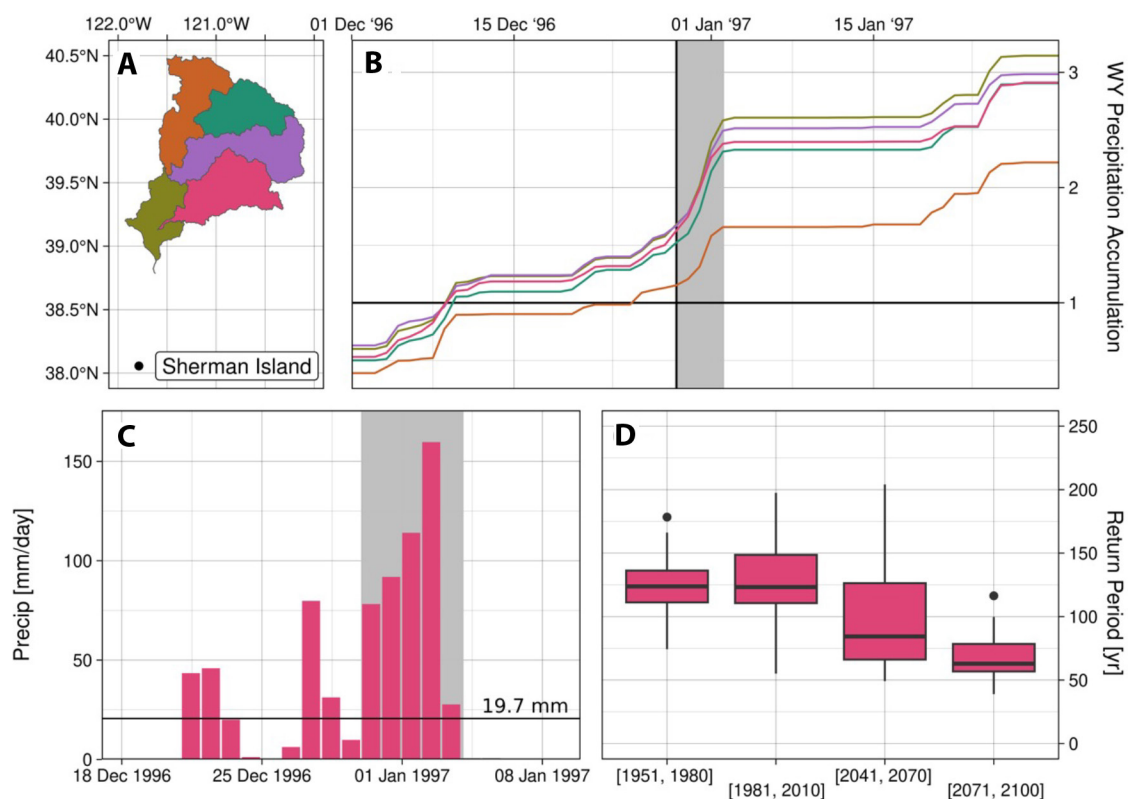 122.0°W 121.0°W
01 Dec '96 15 Dec '96 01 Jan '97 15 Jan '97
A
40.5°N
40.0°N
39.5°N
39.0°N
38.5°N
38.0°N
Sherman Island
B
3
2
1
WY Precipitation Accumulation
C
Precip [mm/day]
150
100
50
0
19.7 mm
18 Dec 1996 25 Dec 1996 01 Jan 1997 08 Jan 1997
D
250
200
150
100
50
0
Return Period [yr]
[1951, 1980] [2041, 2070]
[1981, 2010] [2071, 2100]